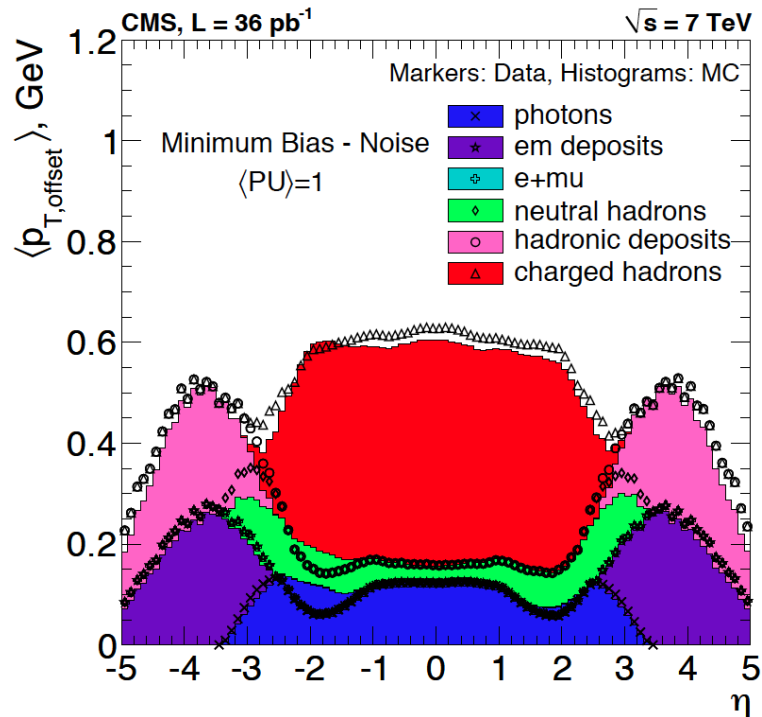 CMS, L = 36 pb⁻¹ √s = 7 TeV
⟨p_T,offset⟩, GeV
Markers: Data, Histograms: MC
Minimum Bias - Noise
⟨PU⟩=1
photons
em deposits
e+mu
neutral hadrons
hadronic deposits
charged hadrons
1.2
1
0.8
0.6
0.4
0.2
0
-5 -4 -3 -2 -1 0 1 2 3 4 5
η